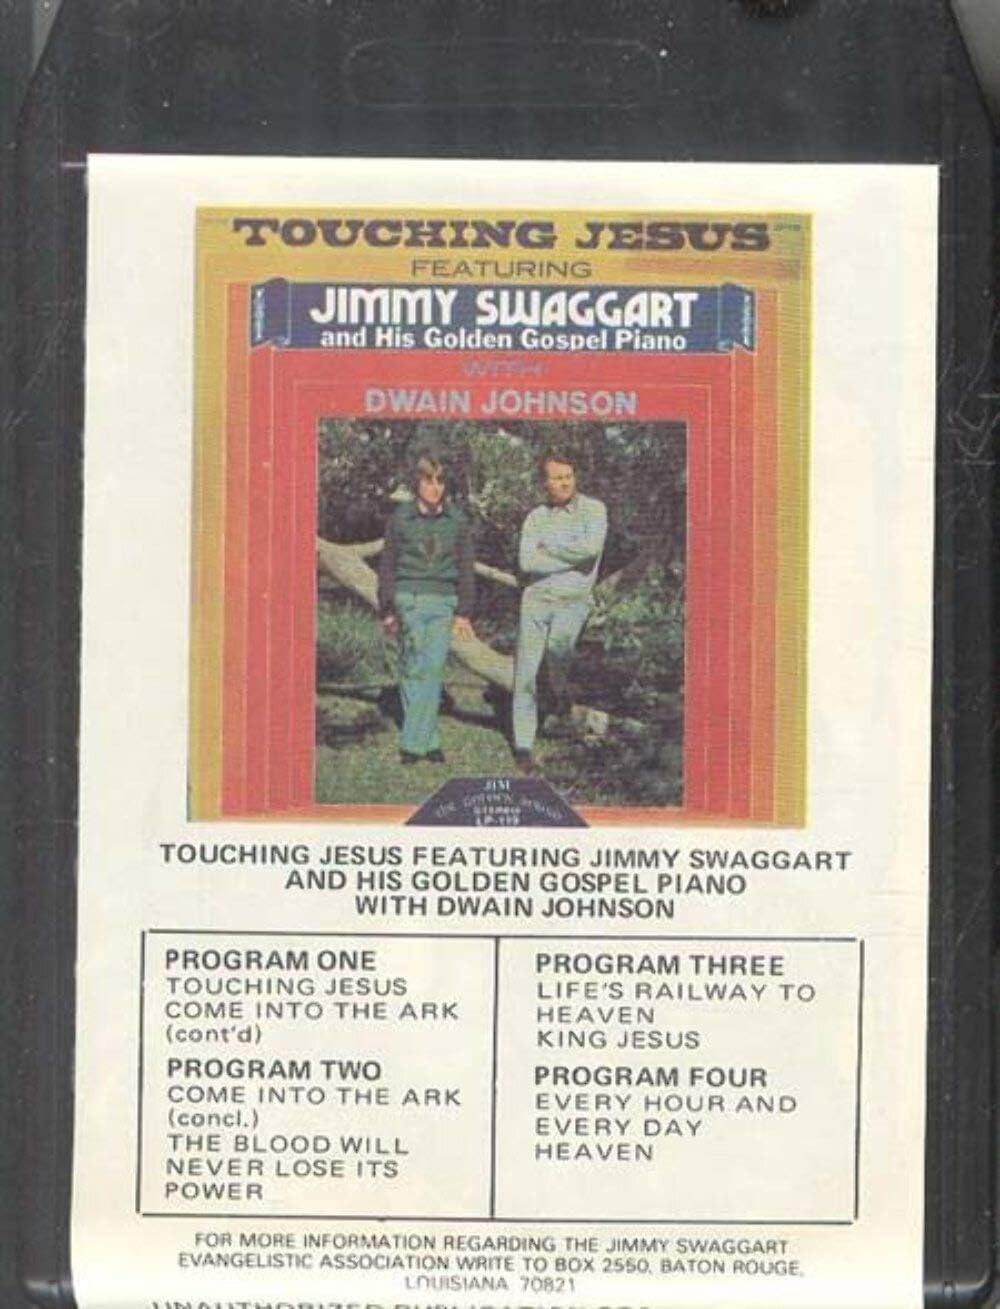 TOUCHING JESUS
FEATURING
JIMMY SWAGGART
and His Golden Gospel Piano
WITH
DWAIN JOHNSON
JIM
STEREO
LP-119
TOUCHING JESUS FEATURING JIMMY SWAGGART
AND HIS GOLDEN GOSPEL PIANO
WITH DWAIN JOHNSON
PROGRAM ONE
TOUCHING JESUS
COME INTO THE ARK
(cont'd)
PROGRAM TWO
COME INTO THE ARK
(concl.)
THE BLOOD WILL
NEVER LOSE ITS
POWER
PROGRAM THREE
LIFE'S RAILWAY TO
HEAVEN
KING JESUS
PROGRAM FOUR
EVERY HOUR AND
EVERY DAY
HEAVEN
FOR MORE INFORMATION REGARDING THE JIMMY SWAGGART
EVANGELISTIC ASSOCIATION WRITE TO BOX 2550, BATON ROUGE,
LOUISIANA 70821
UNAUTHORIZED